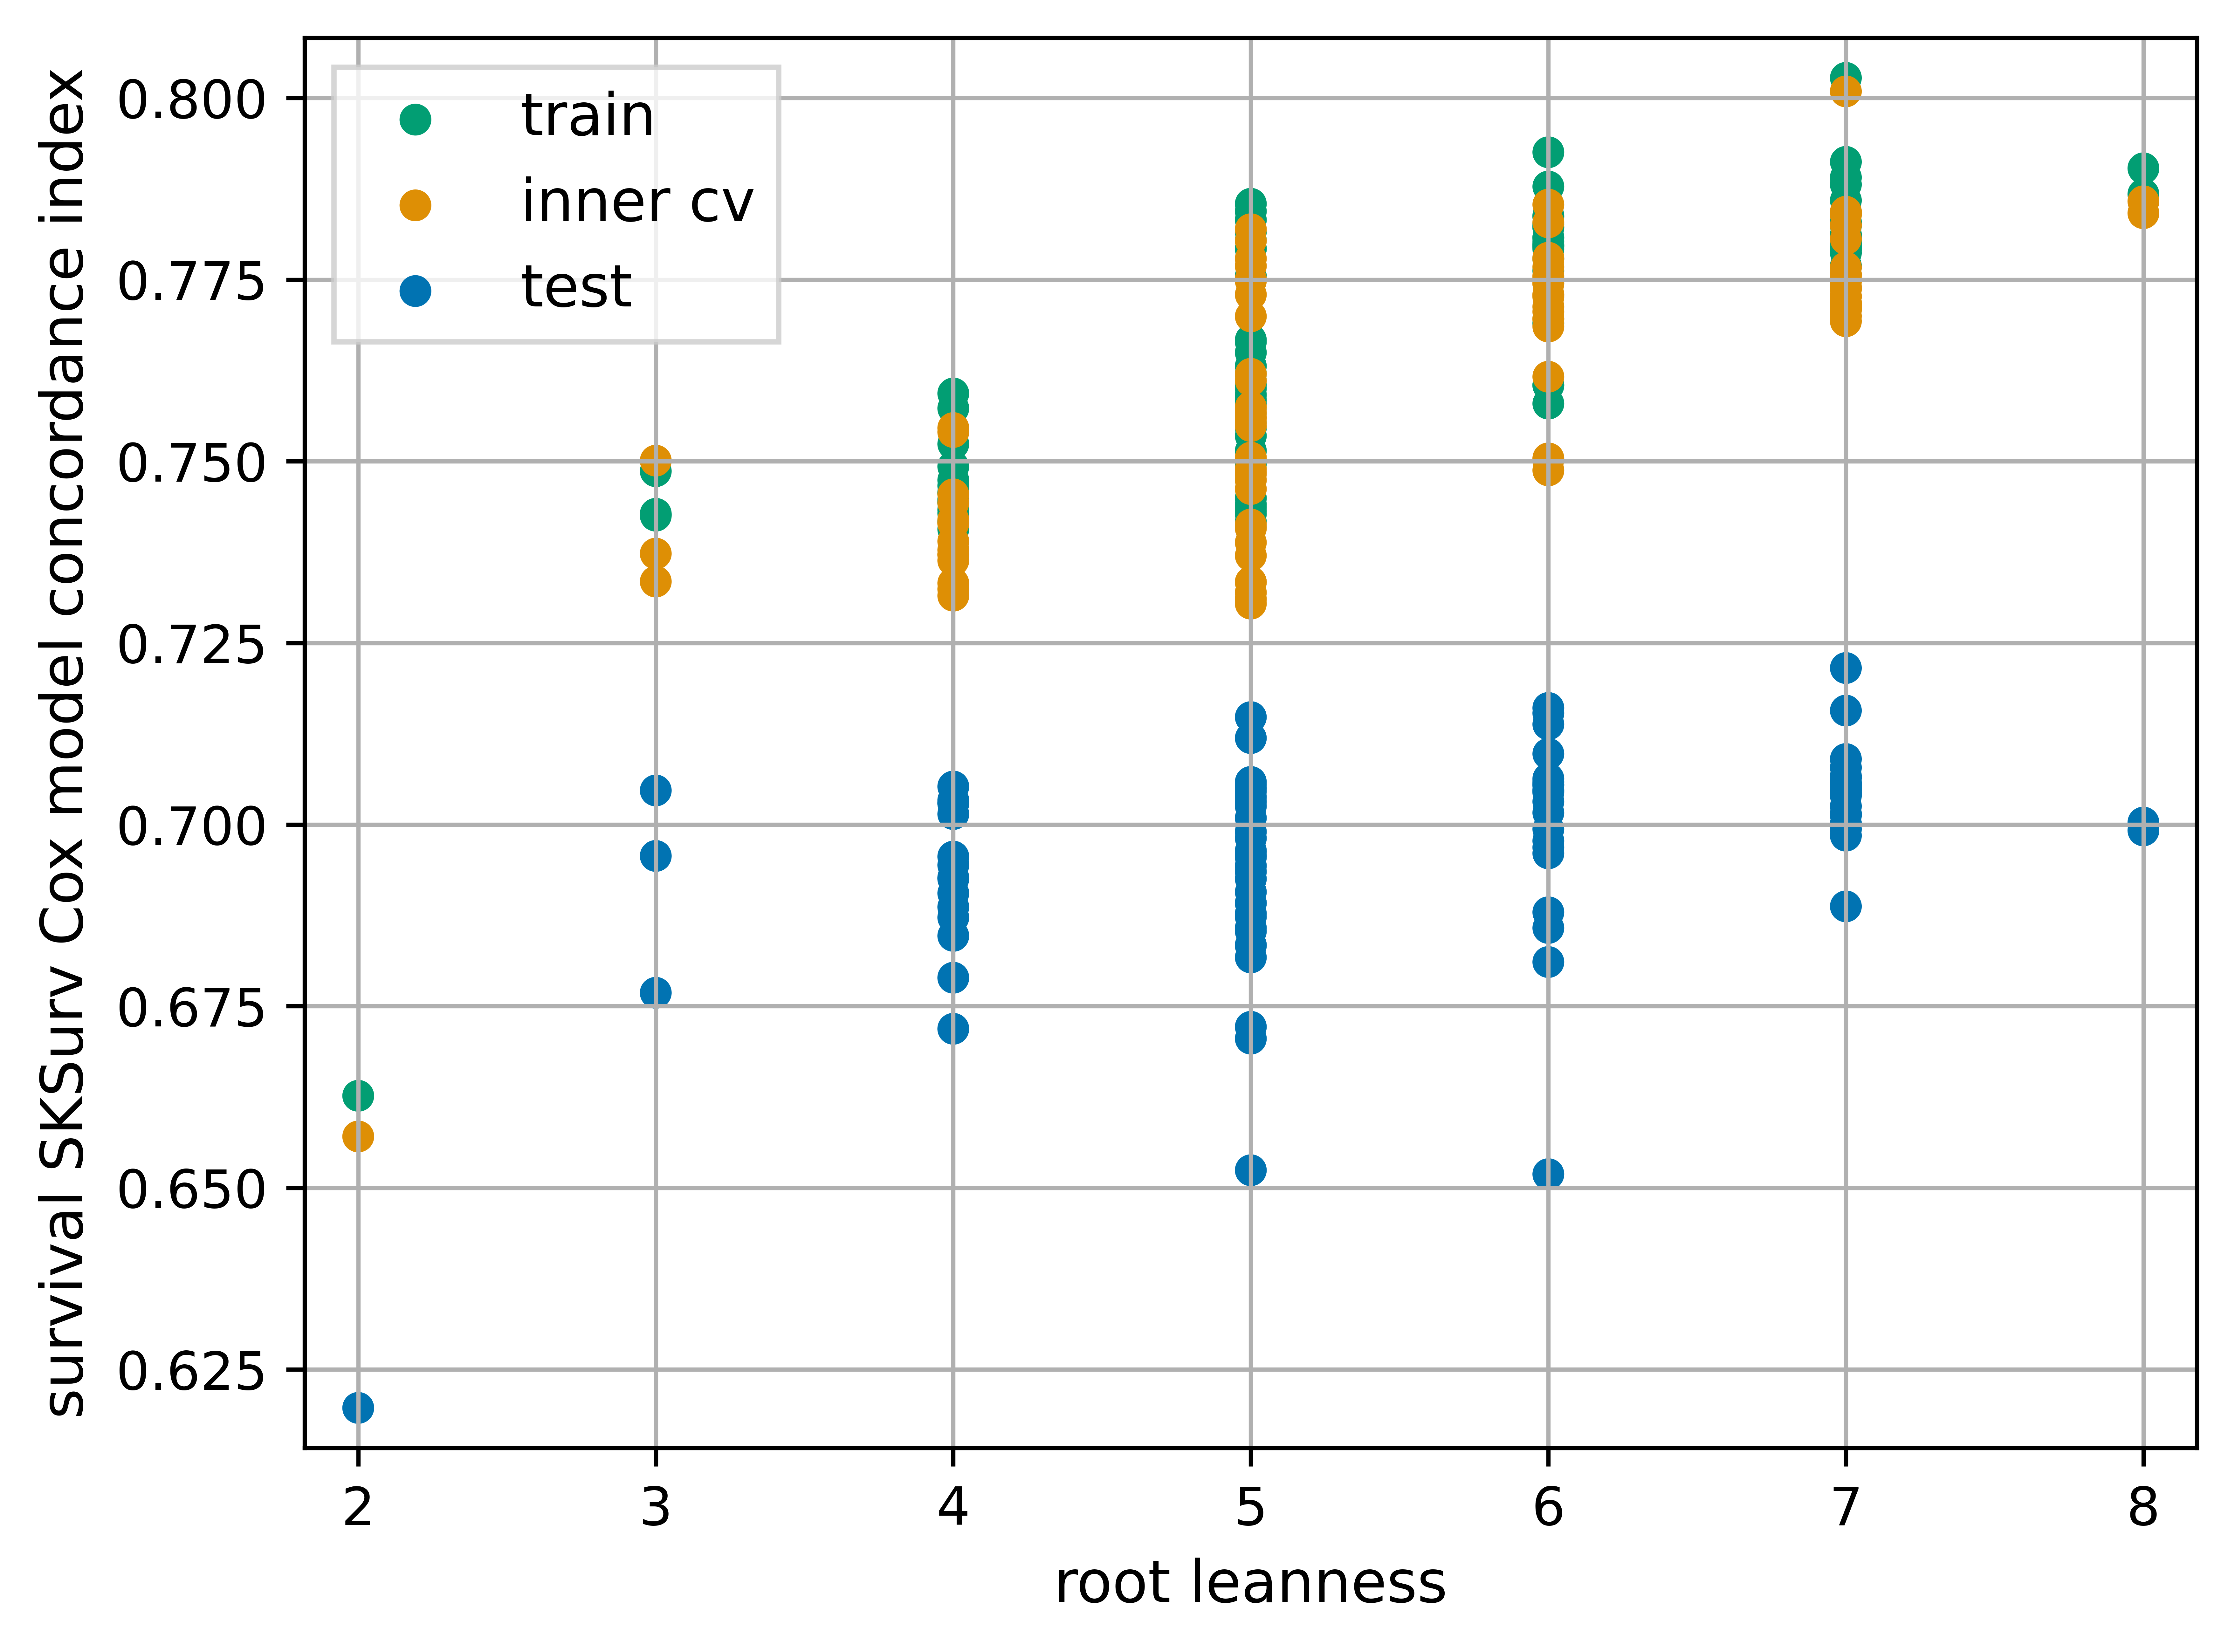 survival SKSurv Cox model concordance index
0.800
0.775
0.750
0.725
0.700
0.675
0.650
0.625
train
inner cv
test
2 3 4 5 6 7 8
root leanness